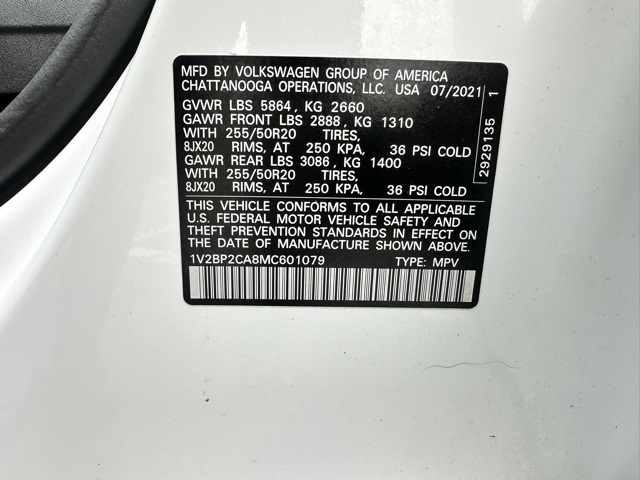 MFD BY VOLKSWAGEN GROUP OF AMERICA
CHATTANOOGA OPERATIONS, LLC. USA 07/2021
GVWR LBS 5864, KG 2660
GAWR FRONT LBS 2888, KG 1310
WITH 255/50R20 TIRES,
8JX20 RIMS, AT 250 KPA, 36 PSI COLD
GAWR REAR LBS 3086, KG 1400
WITH 255/50R20 TIRES,
8JX20 RIMS, AT 250 KPA, 36 PSI COLD
THIS VEHICLE CONFORMS TO ALL APPLICABLE
U.S. FEDERAL MOTOR VEHICLE SAFETY AND
THEFT PREVENTION STANDARDS IN EFFECT ON
THE DATE OF MANUFACTURE SHOWN ABOVE.
1V2BP2CA8MC601079 TYPE: MPV
2929135 1